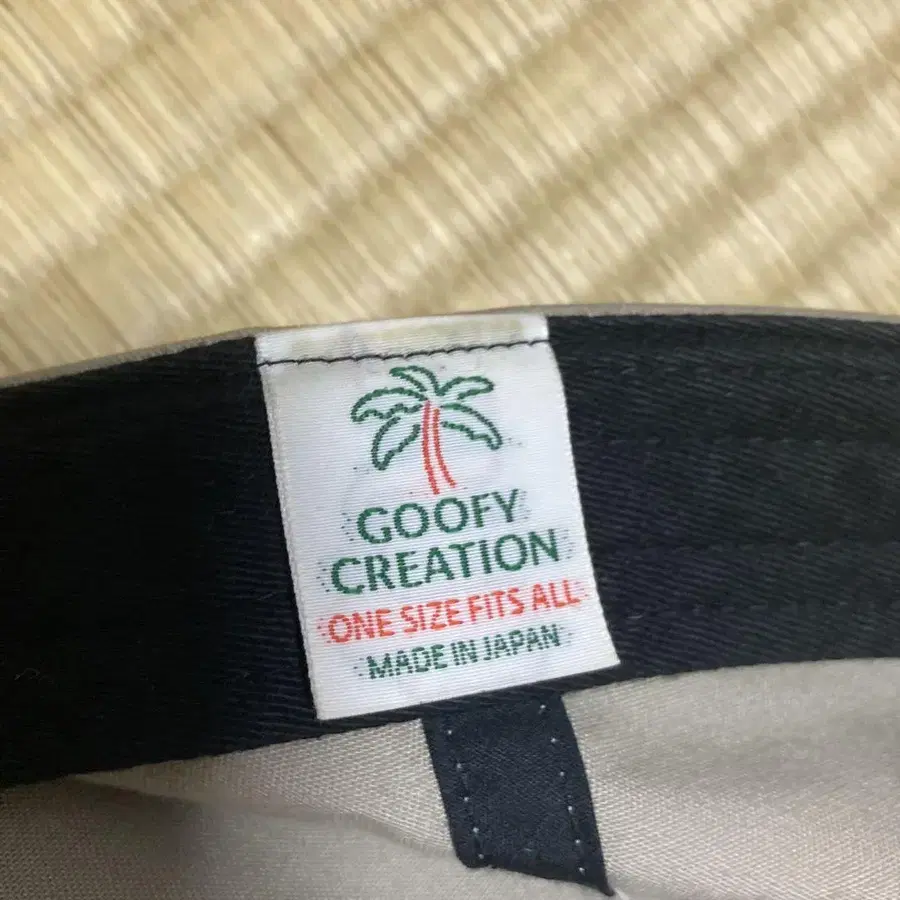 GOOFY
CREATION
ONE SIZE FITS ALL
MADE IN JAPAN